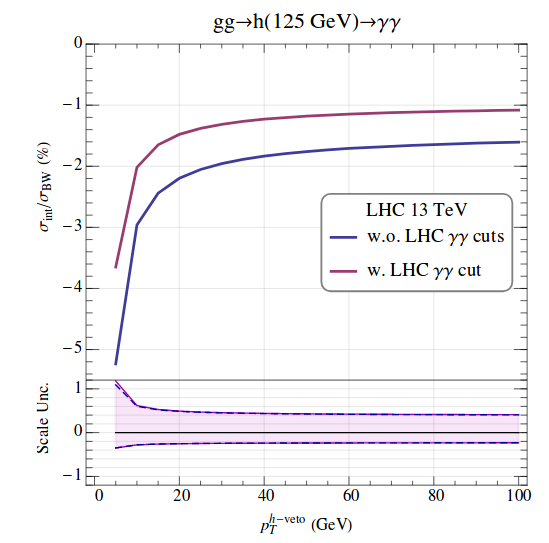 gg→h(125 GeV)→γγ
0
−1
−2
−3
−4
−5
σint/σBW (%)
LHC 13 TeV
w.o. LHC γγ cuts
w. LHC γγ cut
1
0
−1
Scale Unc.
0 20 40 60 80 100
pT h−veto (GeV)